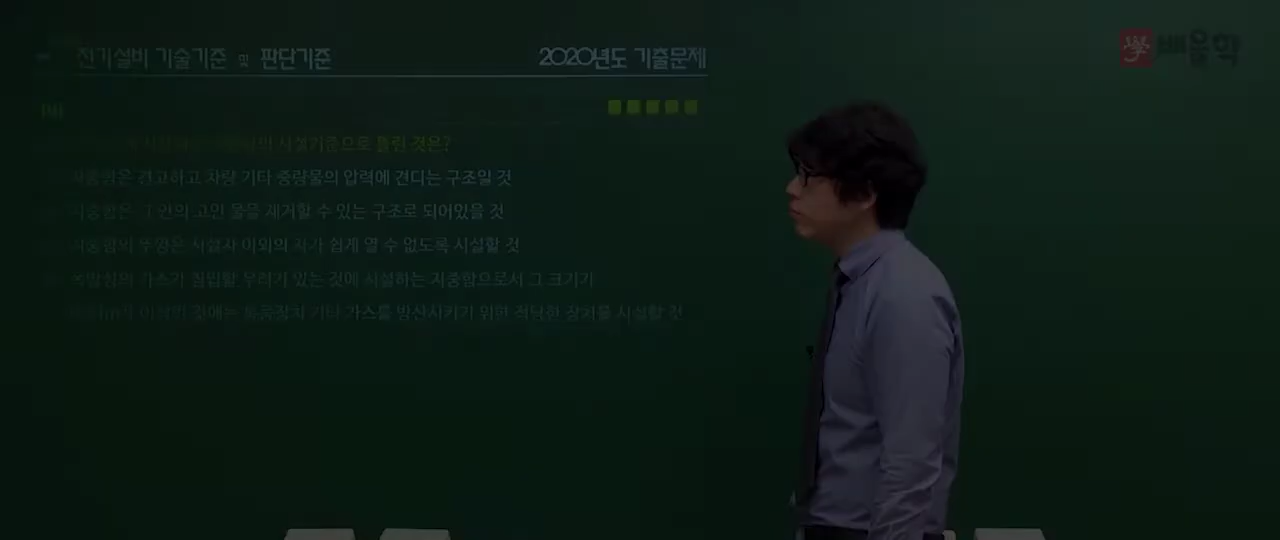 전기설비 기술기준 및 판단기준
2020년도 기출문제
배울학
시설기준으로 틀린 것은?
지중함은 견고하고 차량 기타 중량물의 압력에 견디는 구조일 것
지중함은 그 안의 고인 물을 제거할 수 있는 구조로 되어있을 것
지중함의 뚜껑은 시설자 이외의 자가 쉽게 열 수 없도록 시설할 것
폭발성의 가스가 침입할 우려가 있는 것에 시설하는 지중함으로서 그 크기가
이상인 것에는 통풍장치 기타 가스를 방산시키기 위한 적당한 장치를 시설할 것